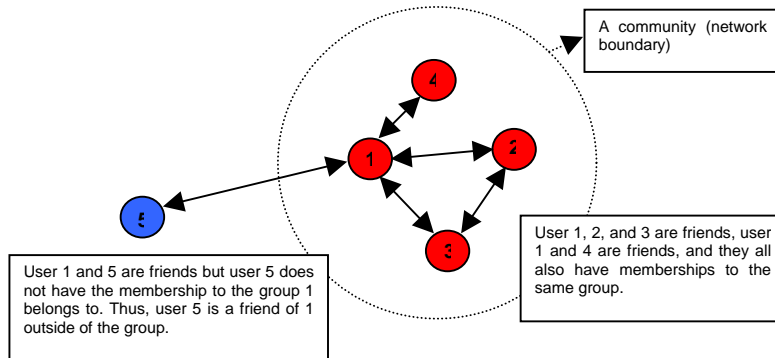 A community (network
boundary)
4
1
2
5
3
User 1, 2, and 3 are friends, user
1 and 4 are friends, and they all
also have memberships to the
same group.
User 1 and 5 are friends but user 5 does
not have the membership to the group 1
belongs to. Thus, user 5 is a friend of 1
outside of the group.